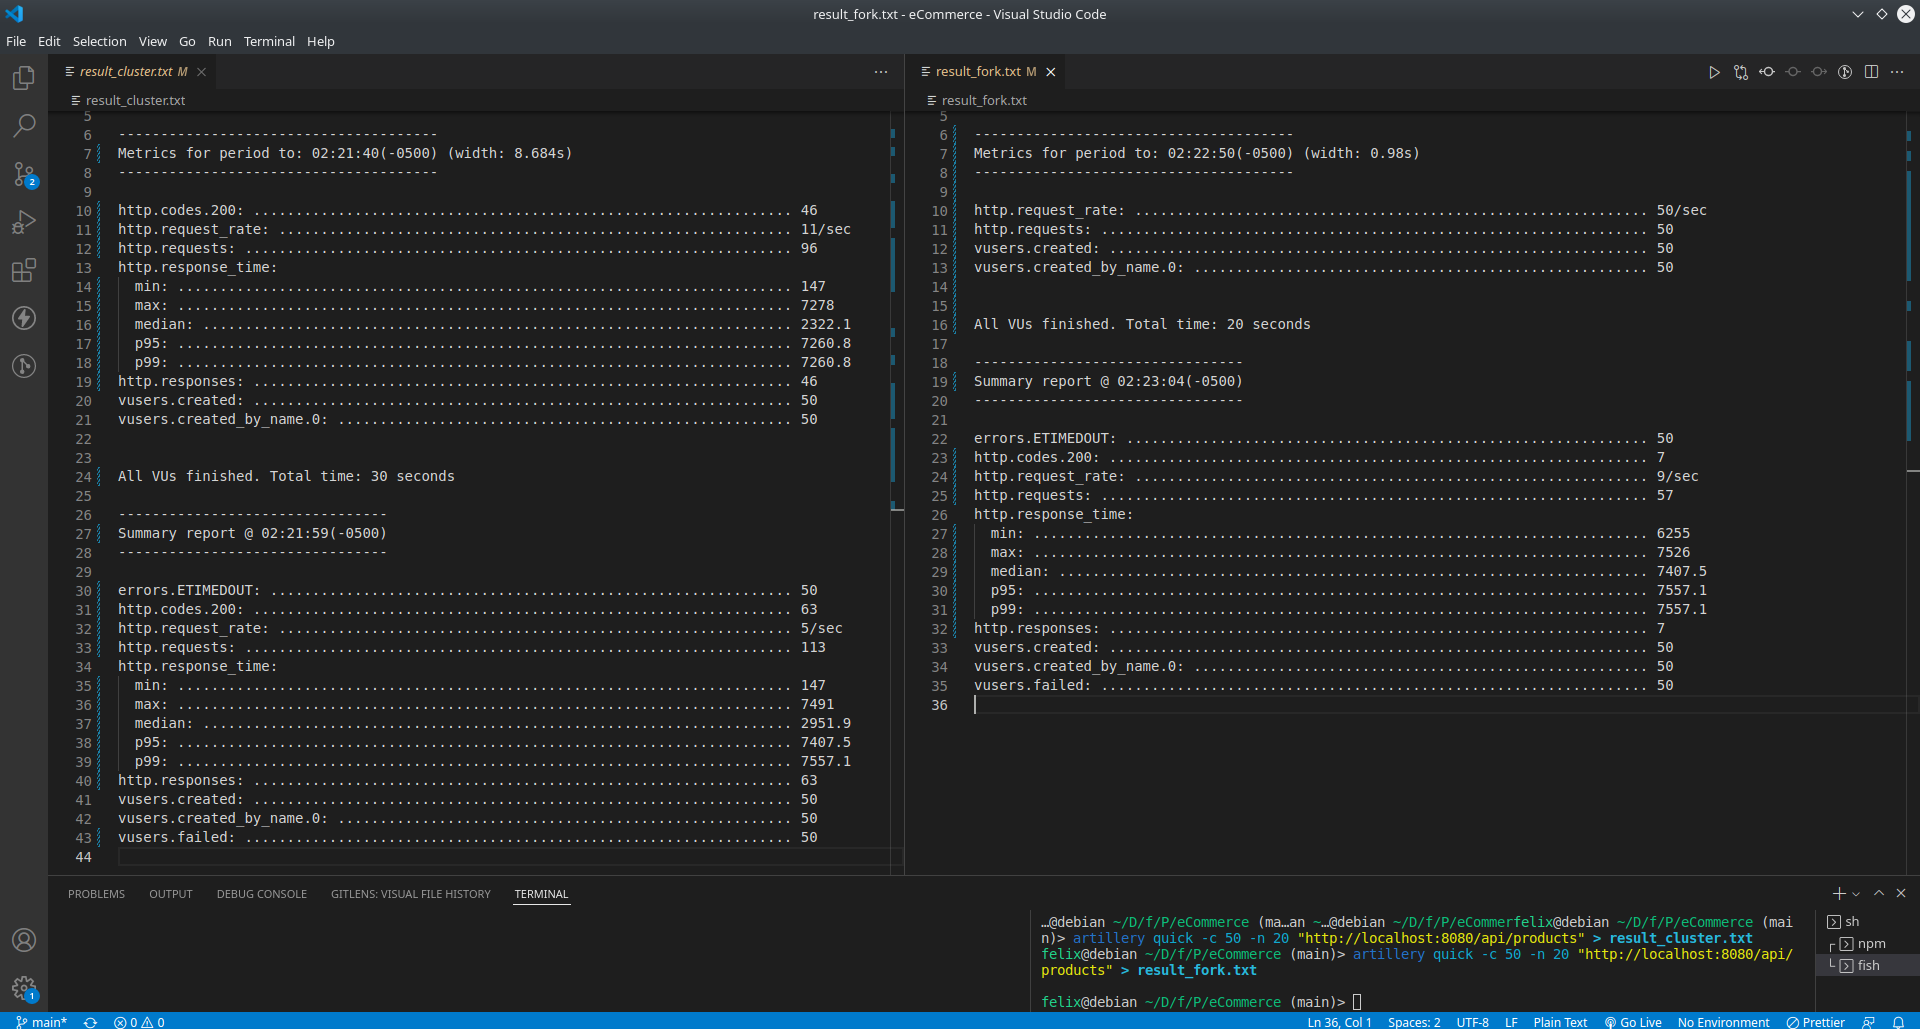 result_fork.txt - eCommerce - Visual Studio Code
File Edit Selection View Go Run Terminal Help
result_cluster.txt M
result_cluster.txt
5
6 --------------------------------------
7 Metrics for period to: 02:21:40(-0500) (width: 8.684s)
8 --------------------------------------
9
10 http.codes.200: ................................................................ 46
11 http.request_rate: ............................................................. 11/sec
12 http.requests: ................................................................. 96
13 http.response_time:
14 min: ......................................................................... 147
15 max: ......................................................................... 7278
16 median: ...................................................................... 2322.1
17 p95: ......................................................................... 7260.8
18 p99: ......................................................................... 7260.8
19 http.responses: ................................................................ 46
20 vusers.created: ................................................................ 50
21 vusers.created_by_name.0: ...................................................... 50
22
23
24 All VUs finished. Total time: 30 seconds
25
26 --------------------------------
27 Summary report @ 02:21:59(-0500)
28 --------------------------------
29
30 errors.ETIMEDOUT: .............................................................. 50
31 http.codes.200: ................................................................ 63
32 http.request_rate: ............................................................. 5/sec
33 http.requests: ................................................................. 113
34 http.response_time:
35 min: ......................................................................... 147
36 max: ......................................................................... 7491
37 median: ...................................................................... 2951.9
38 p95: ......................................................................... 7407.5
39 p99: ......................................................................... 7557.1
40 http.responses: ................................................................ 63
41 vusers.created: ................................................................ 50
42 vusers.created_by_name.0: ...................................................... 50
43 vusers.failed: ................................................................. 50
44
result_fork.txt M
result_fork.txt
5
6 --------------------------------------
7 Metrics for period to: 02:22:50(-0500) (width: 0.98s)
8 --------------------------------------
9
10 http.request_rate: ............................................................. 50/sec
11 http.requests: ................................................................. 50
12 vusers.created: ................................................................ 50
13 vusers.created_by_name.0: ...................................................... 50
14
15
16 All VUs finished. Total time: 20 seconds
17
18 --------------------------------
19 Summary report @ 02:23:04(-0500)
20 --------------------------------
21
22 errors.ETIMEDOUT: .............................................................. 50
23 http.codes.200: ................................................................ 7
24 http.request_rate: ............................................................. 9/sec
25 http.requests: ................................................................. 57
26 http.response_time:
27 min: ......................................................................... 6255
28 max: ......................................................................... 7526
29 median: ...................................................................... 7407.5
30 p95: ......................................................................... 7557.1
31 p99: ......................................................................... 7557.1
32 http.responses: ................................................................ 7
33 vusers.created: ................................................................ 50
34 vusers.created_by_name.0: ...................................................... 50
35 vusers.failed: ................................................................. 50
36
2
1
PROBLEMS OUTPUT DEBUG CONSOLE GITLENS: VISUAL FILE HISTORY TERMINAL
…@debian ~/D/f/P/eCommerce (ma…an ~…@debian ~/D/f/P/eCommerfelix@debian ~/D/f/P/eCommerce (mai
n)> artillery quick -c 50 -n 20 "http://localhost:8080/api/products" > result_cluster.txt
felix@debian ~/D/f/P/eCommerce (main)> artillery quick -c 50 -n 20 "http://localhost:8080/api/
products" > result_fork.txt
felix@debian ~/D/f/P/eCommerce (main)>
sh
npm
fish
main* 0 0 Ln 36, Col 1 Spaces: 2 UTF-8 LF Plain Text Go Live No Environment Prettier